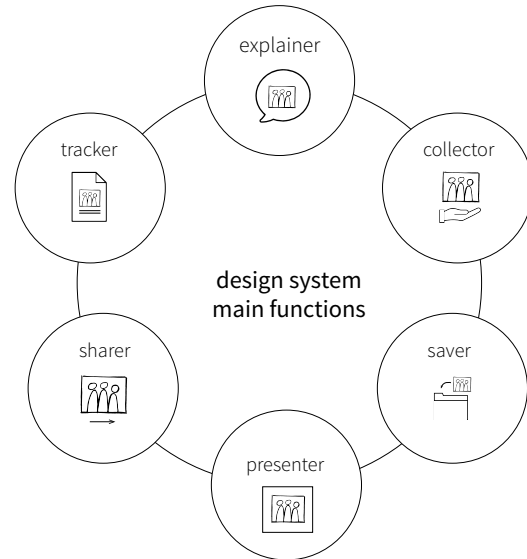 explainer
tracker
collector
design system
main functions
sharer
saver
presenter